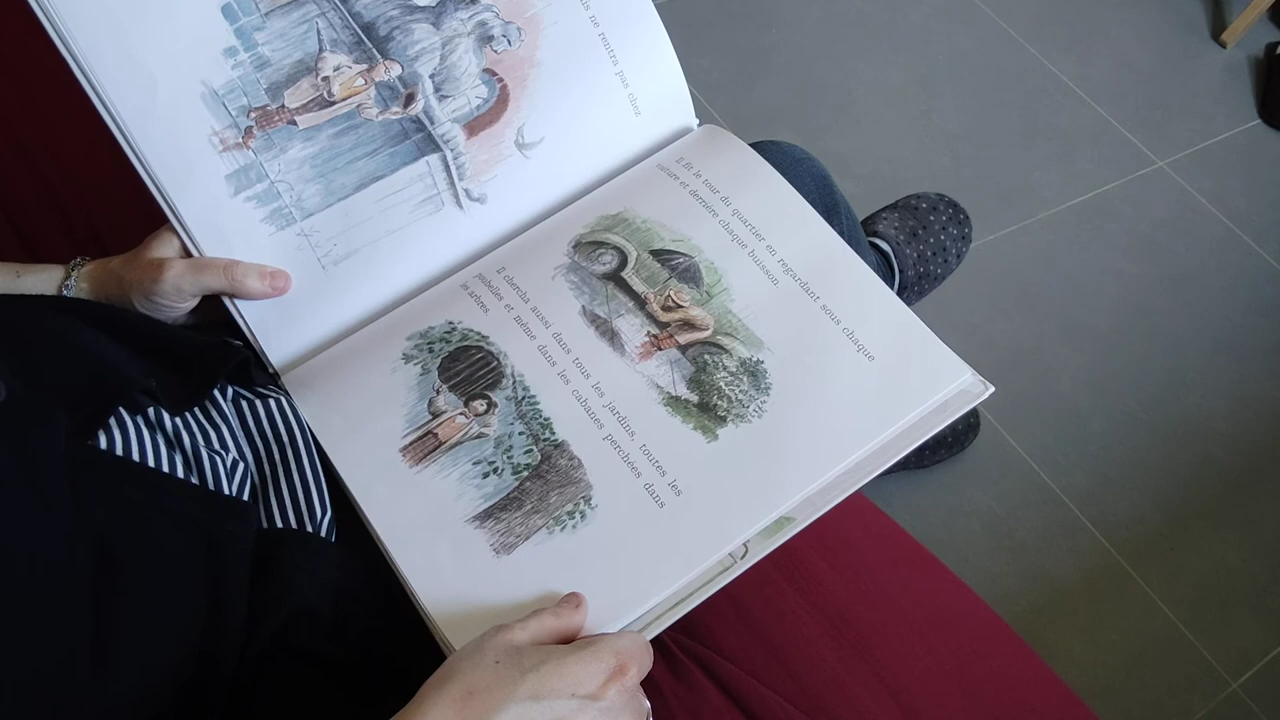 ne rentra pas chez
Il fit le tour du quartier en regardant sous chaque
voiture et derrière chaque buisson.
Il chercha aussi dans tous les jardins, toutes les
poubelles et même dans les cabanes perchées dans
les arbres.